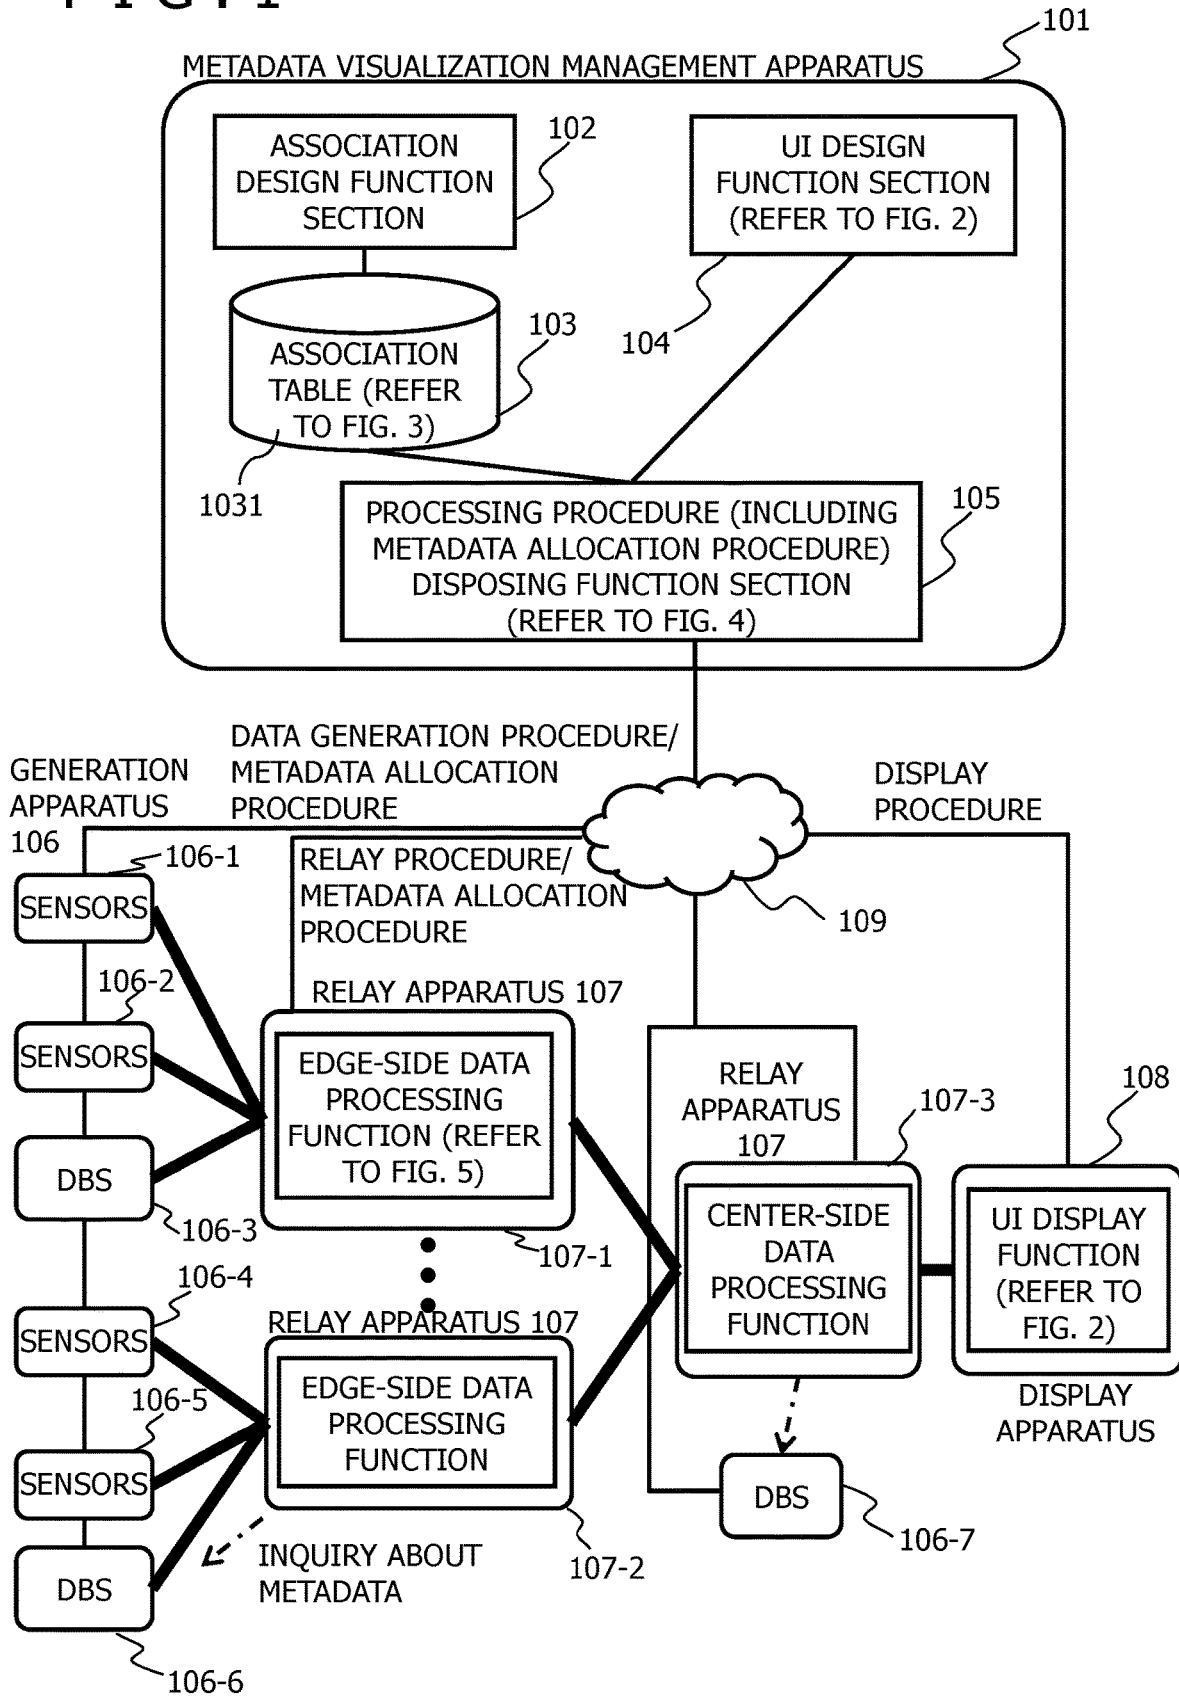 FIG.1
101
METADATA VISUALIZATION MANAGEMENT APPARATUS
ASSOCIATION
DESIGN FUNCTION
SECTION
102
UI DESIGN
FUNCTION SECTION
(REFER TO FIG. 2)
104
103
ASSOCIATION
TABLE (REFER
TO FIG. 3)
1031
PROCESSING PROCEDURE (INCLUDING
METADATA ALLOCATION PROCEDURE)
DISPOSING FUNCTION SECTION
(REFER TO FIG. 4)
105
DATA GENERATION PROCEDURE/
METADATA ALLOCATION
PROCEDURE
GENERATION
APPARATUS
106
DISPLAY
PROCEDURE
106-1
SENSORS
RELAY PROCEDURE/
METADATA ALLOCATION
PROCEDURE
109
106-2
SENSORS
RELAY APPARATUS 107
EDGE-SIDE DATA
PROCESSING
FUNCTION (REFER
TO FIG. 5)
107-1
DBS
106-3
RELAY
APPARATUS
107
107-3
108
CENTER-SIDE
DATA
PROCESSING
FUNCTION
UI DISPLAY
FUNCTION
(REFER TO
FIG. 2)
DISPLAY
APPARATUS
106-4
SENSORS
RELAY APPARATUS 107
EDGE-SIDE DATA
PROCESSING
FUNCTION
107-2
106-5
SENSORS
DBS
106-7
INQUIRY ABOUT
METADATA
DBS
106-6